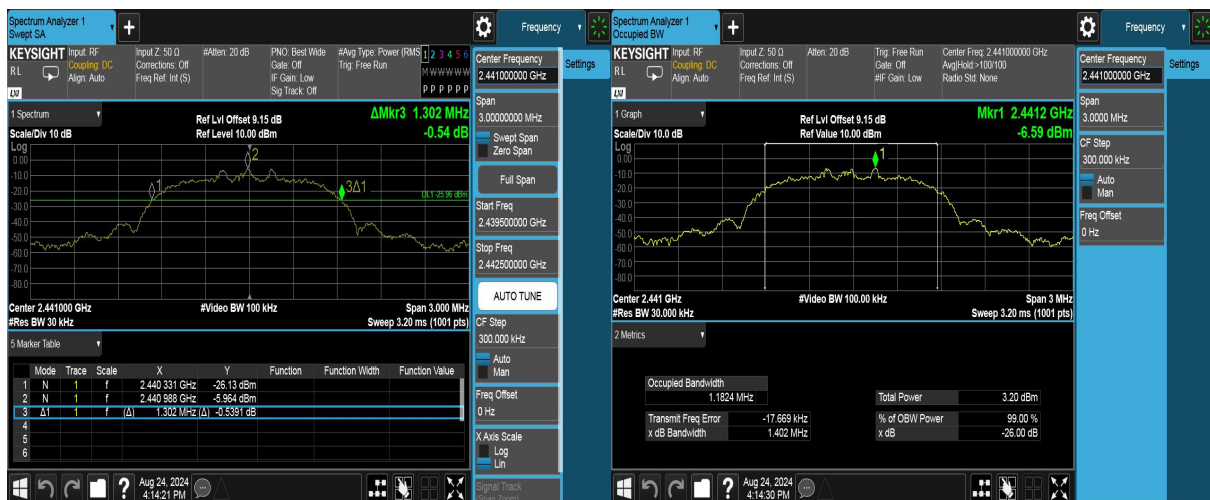 Spectrum Analyzer 1
Swept SA
+
Frequency
KEYSIGHT
RL
LXI
Input: RF
Coupling: DC
Align: Auto
Input Z: 50 Ω
Corrections: Off
Freq Ref: Int (S)
#Atten: 20 dB
PNO: Best Wide
Gate: Off
IF Gain: Low
Sig Track: Off
#Avg Type: Power (RMS
Trig: Free Run
1 2 3 4 5 6
M W W W W W
P P P P P P
1 Spectrum
Scale/Div 10 dB
Ref Lvl Offset 9.15 dB
Ref Level 10.00 dBm
ΔMkr3 1.302 MHz
-0.54 dB
Log
0.00
-10.0
-20.0
-30.0
-40.0
-50.0
-60.0
-70.0
-80.0
1
2
3Δ1
DL1 -25.96 dBm
Center 2.441000 GHz
#Res BW 30 kHz
#Video BW 100 kHz
Span 3.000 MHz
Sweep 3.20 ms (1001 pts)
5 Marker Table
Mode Trace Scale X Y Function Function Width Function Value
1 N 1 f 2.440 331 GHz -26.13 dBm
2 N 1 f 2.440 988 GHz -5.964 dBm
3 Δ1 1 f (Δ) 1.302 MHz (Δ) -0.5391 dB
4
5
6
Aug 24, 2024
4:14:21 PM
?
Center Frequency
2.441000000 GHz
Settings
Span
3.00000000 MHz
Swept Span
Zero Span
Full Span
Start Freq
2.439500000 GHz
Stop Freq
2.442500000 GHz
AUTO TUNE
CF Step
300.000 kHz
Auto
Man
Freq Offset
0 Hz
X Axis Scale
Log
Lin
Signal Track
(Span Zoom)
Spectrum Analyzer 1
Occupied BW
+
Frequency
KEYSIGHT
RL
LXI
Input: RF
Coupling: DC
Align: Auto
Input Z: 50 Ω
Corrections: Off
Freq Ref: Int (S)
Atten: 20 dB
Trig: Free Run
Gate: Off
#IF Gain: Low
Center Freq: 2.441000000 GHz
Avg|Hold:>100/100
Radio Std: None
1 Graph
Scale/Div 10.0 dB
Ref Lvl Offset 9.15 dB
Ref Value 10.00 dBm
Mkr1 2.4412 GHz
-6.59 dBm
Log
0.00
-10.0
-20.0
-30.0
-40.0
-50.0
-60.0
-70.0
-80.0
1
Center 2.441 GHz
#Res BW 30.000 kHz
#Video BW 100.00 kHz
Span 3 MHz
Sweep 3.20 ms (1001 pts)
2 Metrics
Occupied Bandwidth
1.1824 MHz
Total Power 3.20 dBm
Transmit Freq Error -17.669 kHz
% of OBW Power 99.00 %
x dB Bandwidth 1.402 MHz
x dB -26.00 dB
Aug 24, 2024
4:14:30 PM
?
Center Frequency
2.441000000 GHz
Settings
Span
3.0000 MHz
CF Step
300.000 kHz
Auto
Man
Freq Offset
0 Hz